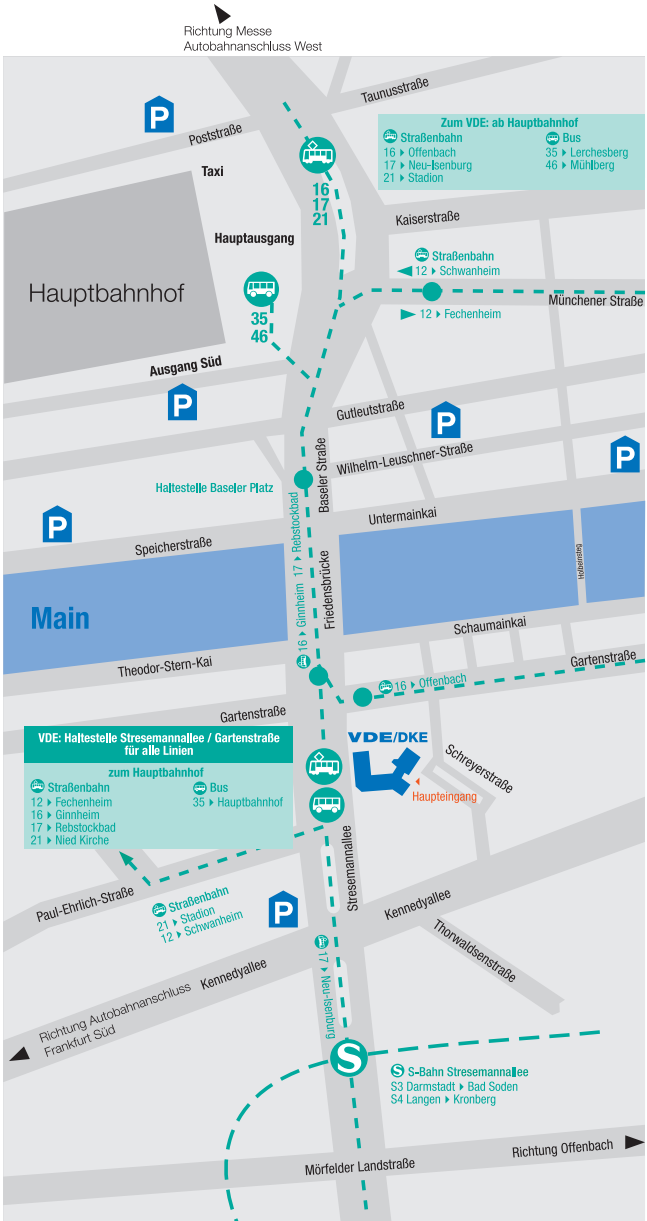 Richtung Messe
Autobahnanschluss West
Taunusstraße
P
Poststraße
Zum VDE: ab Hauptbahnhof
Straßenbahn
16 ▸ Offenbach
17 ▸ Neu-Isenburg
21 ▸ Stadion
Bus
35 ▸ Lerchesberg
46 ▸ Mühlberg
Taxi
16
17
21
Kaiserstraße
Hauptausgang
Straßenbahn
12 ▸ Schwanheim
Hauptbahnhof
Münchener Straße
12 ▸ Fechenheim
35
46
Ausgang Süd
P
Gutleutstraße
P
P
Baseler Straße
Wilhelm-Leuschner-Straße
Haltestelle Baseler Platz
P
Untermainkai
Speicherstraße
16 ▸ Ginnheim 17 ▸ Rebstockbad
Friedensbrücke
Holbeinsteg
Main
Schaumainkai
Theodor-Stern-Kai
Gartenstraße
16 ▸ Offenbach
Gartenstraße
VDE: Haltestelle Stresemannallee / Gartenstraße
für alle Linien
zum Hauptbahnhof
Straßenbahn
12 ▸ Fechenheim
16 ▸ Ginnheim
17 ▸ Rebstockbad
21 ▸ Nied Kirche
Bus
35 ▸ Hauptbahnhof
VDE/DKE
Schreyerstraße
Haupteingang
Stresemannallee
Paul-Ehrlich-Straße
Straßenbahn
21 ▸ Stadion
12 ▸ Schwanheim
P
Kennedyallee
Thorwaldsenstraße
17 ▸ Neu-Isenburg
Kennedyallee
Richtung Autobahnanschluss
Frankfurt Süd
S
S S-Bahn Stresemannallee
S3 Darmstadt ▸ Bad Soden
S4 Langen ▸ Kronberg
Richtung Offenbach
Mörfelder Landstraße